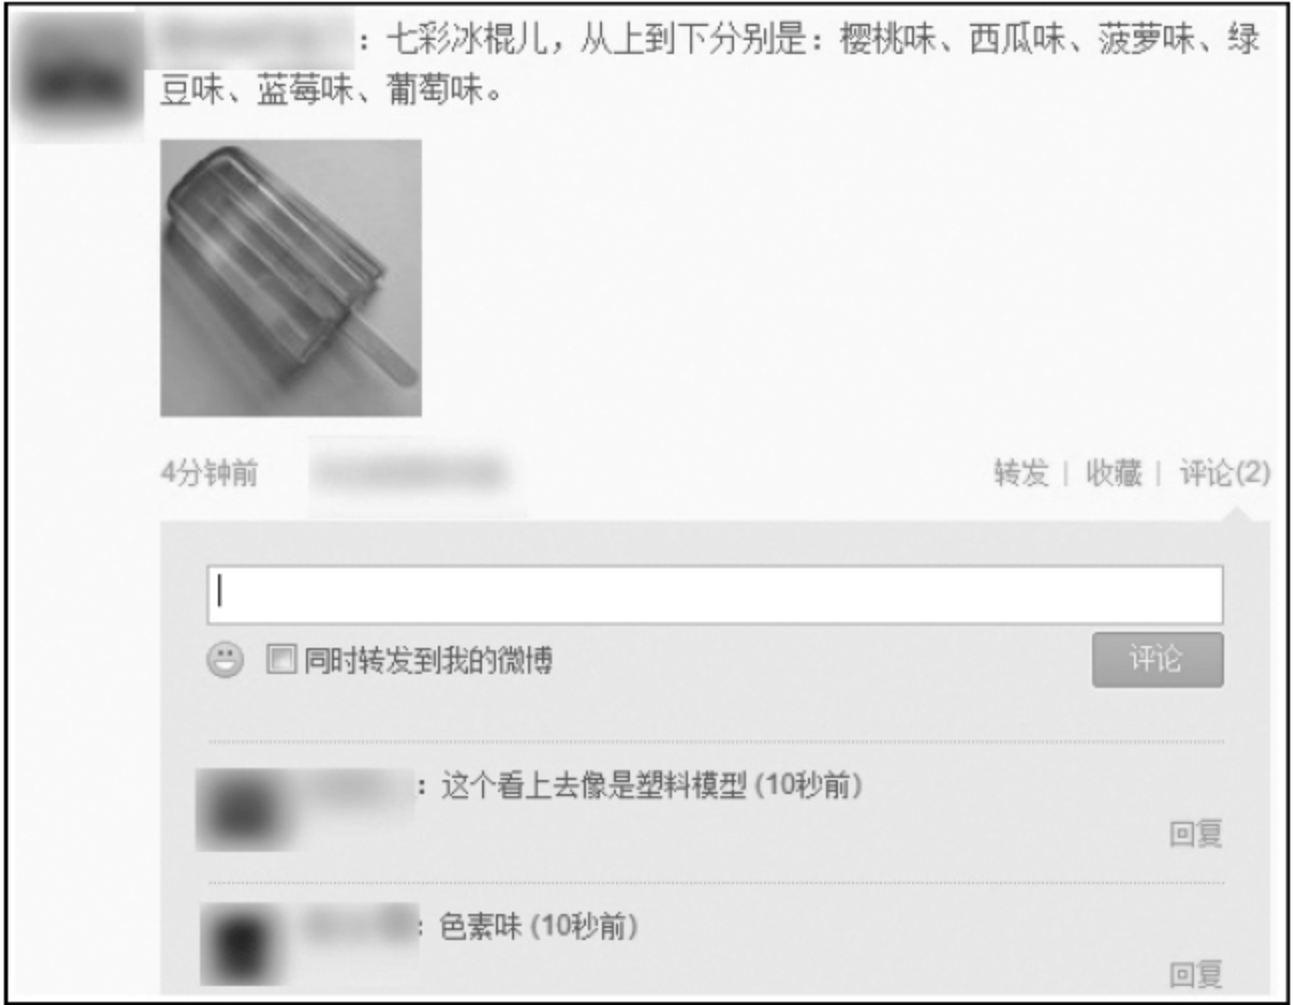 ：七彩冰棍儿，从上到下分别是：樱桃味、西瓜味、菠萝味、绿
豆味、蓝莓味、葡萄味。
4分钟前
转发 | 收藏 | 评论(2)
同时转发到我的微博
评论
：这个看上去像是塑料模型 (10秒前)
回复
：色素味 (10秒前)
回复